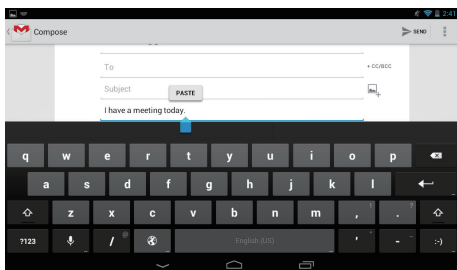 2:41
Compose
SEND
To
+ CC/BCC
Subject
PASTE
I have a meeting today.
q w e r t y u i o p
a s d f g h j k l
z x c v b n m , ! . ?
?123 / @ English (US) ' " - _ :-)